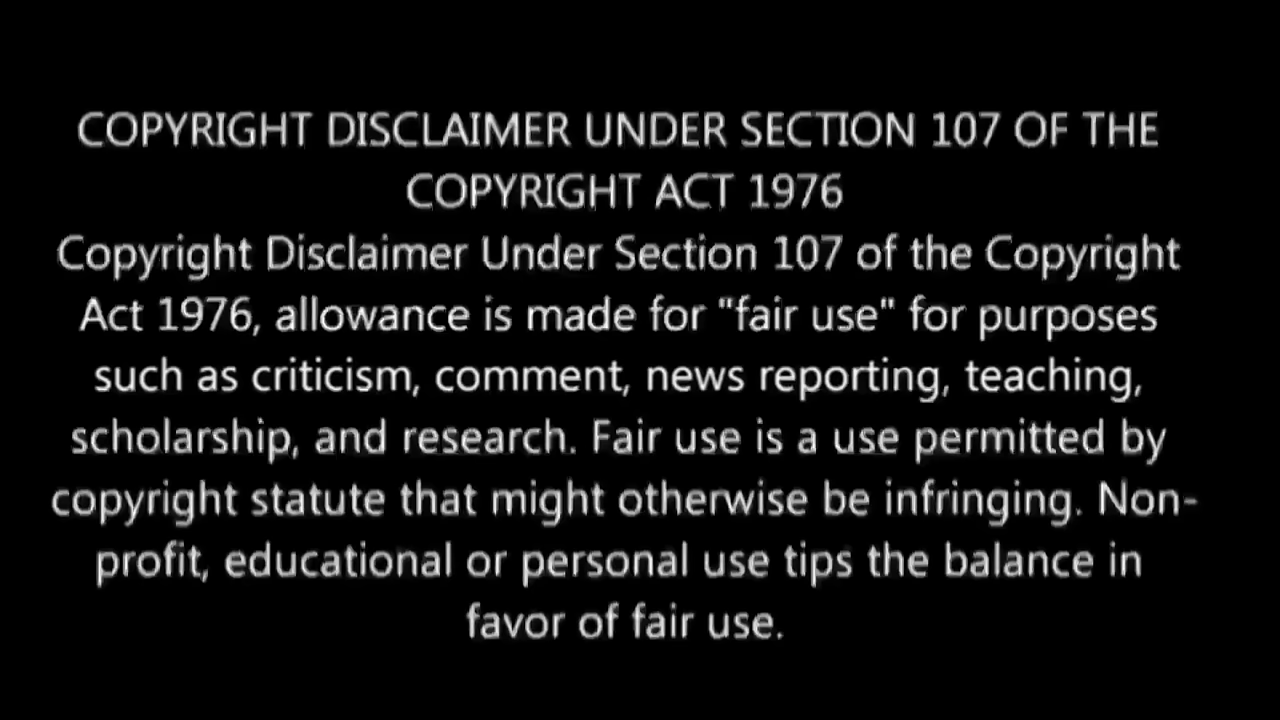 COPYRIGHT DISCLAIMER UNDER SECTION 107 OF THE
COPYRIGHT ACT 1976
Copyright Disclaimer Under Section 107 of the Copyright
Act 1976, allowance is made for "fair use" for purposes
such as criticism, comment, news reporting, teaching,
scholarship, and research. Fair use is a use permitted by
copyright statute that might otherwise be infringing. Non-
profit, educational or personal use tips the balance in
favor of fair use.